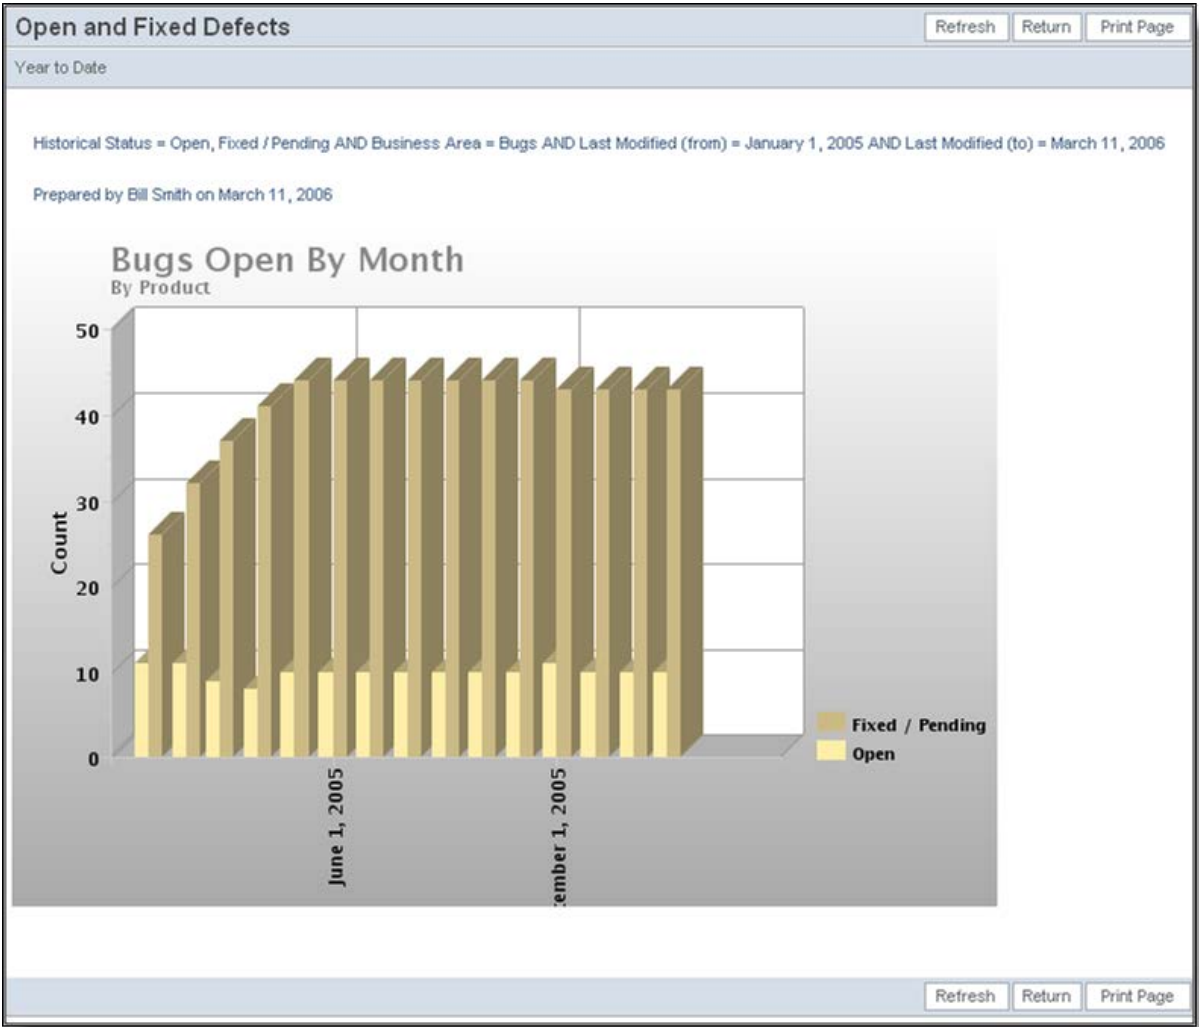 Open and Fixed Defects
Refresh Return Print Page
Year to Date
Historical Status = Open, Fixed / Pending AND Business Area = Bugs AND Last Modified (from) = January 1, 2005 AND Last Modified (to) = March 11, 2006
Prepared by Bill Smith on March 11, 2006
Bugs Open By Month
By Product
50
40
30
20
10
0
Count
June 1, 2005
cember 1, 2005
Fixed / Pending
Open
Refresh Return Print Page